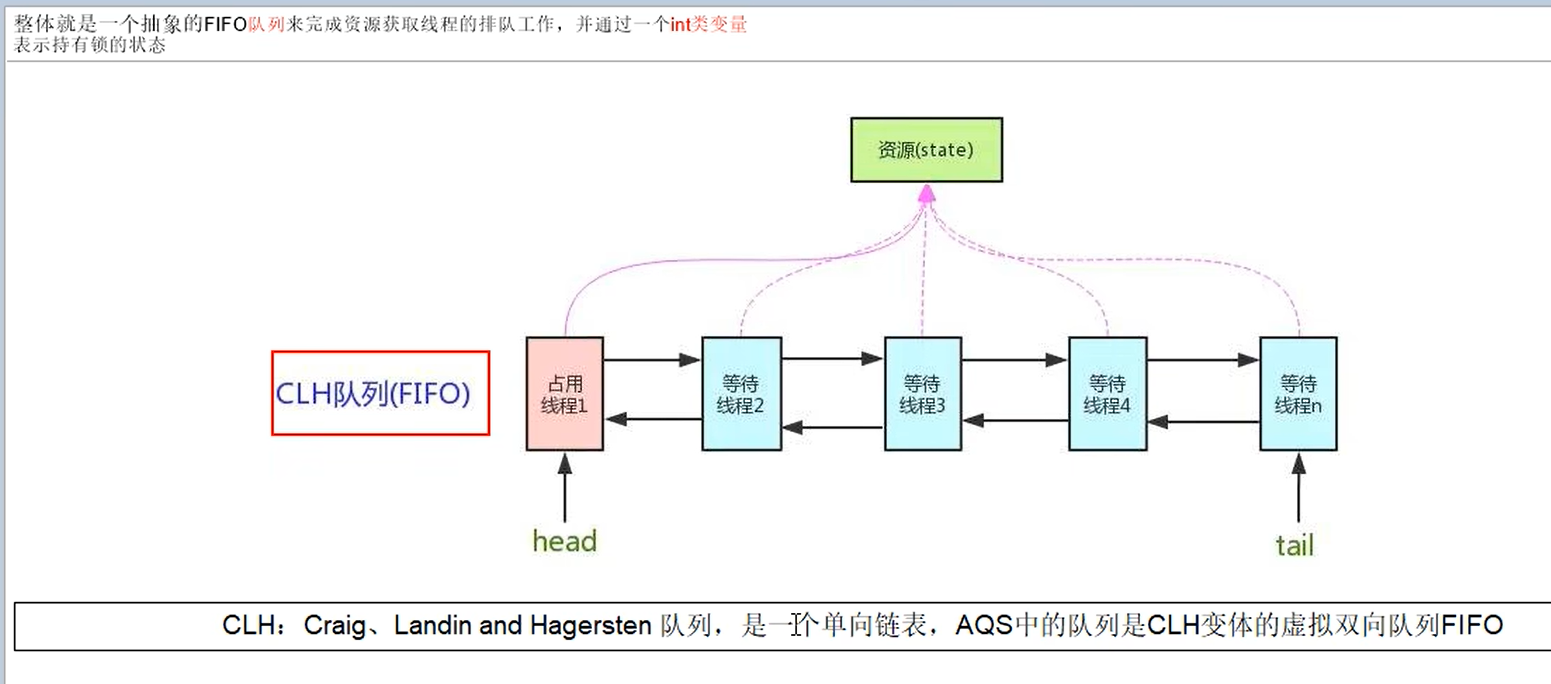 整体就是一个抽象的FIFO队列来完成资源获取线程的排队工作，并通过一个int类变量
表示持有锁的状态
资源(state)
CLH队列(FIFO)
占用
线程1
等待
线程2
等待
线程3
等待
线程4
等待
线程n
head
tail
CLH：Craig、Landin and Hagersten 队列，是一个单向链表，AQS中的队列是CLH变体的虚拟双向队列FIFO